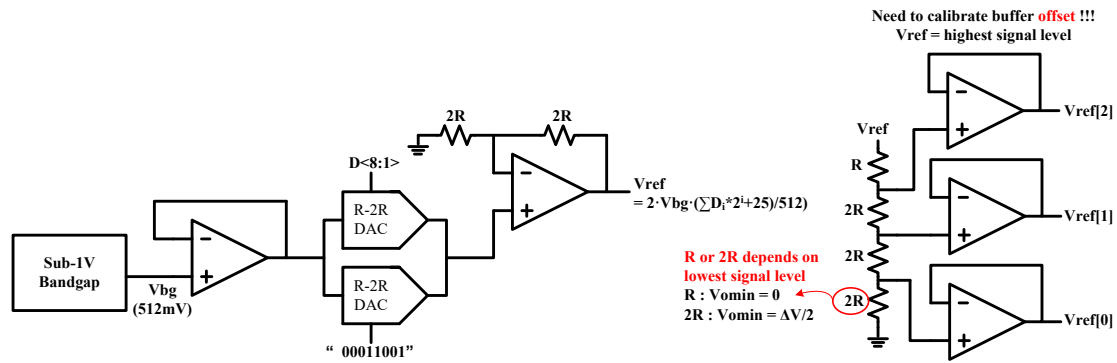 Need to calibrate buffer offset !!!
Vref = highest signal level
Sub-1V
Bandgap
Vbg
(512mV)
−
+
D<8:1>
R-2R
DAC
R-2R
DAC
“ 00011001”
2R
2R
−
+
Vref
= 2·Vbg·(∑Dᵢ*2ⁱ+25)/512
R or 2R depends on
lowest signal level
R : Vomin = 0
2R : Vomin = ΔV/2
Vref
R
2R
2R
2R
−
+
Vref[2]
−
+
Vref[1]
−
+
Vref[0]